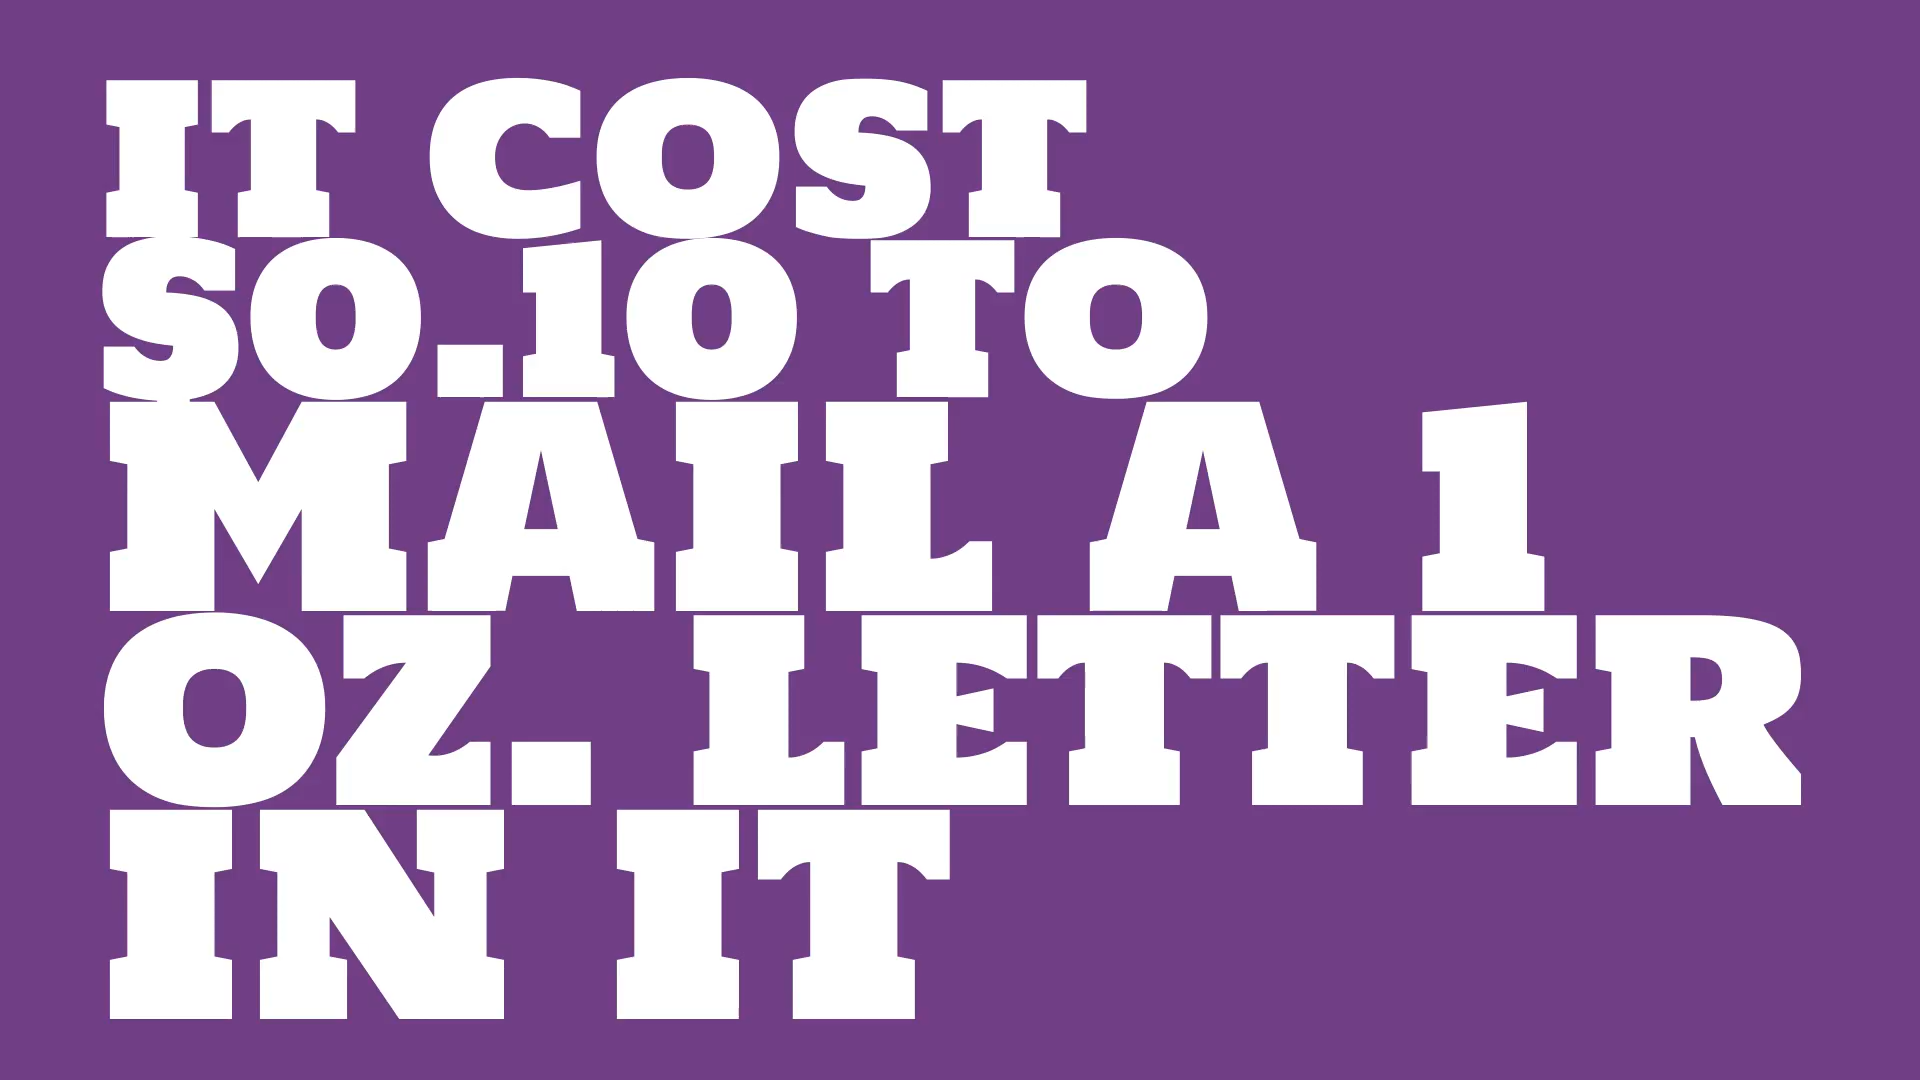 IT COST
$0.10 TO
MAIL A 1
OZ. LETTER
IN IT